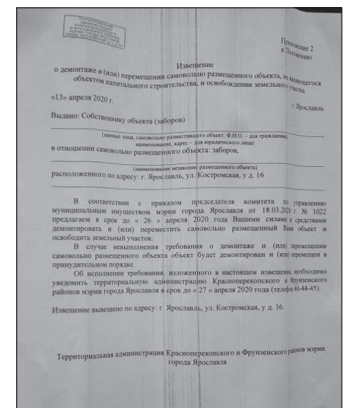 Приложение 2
к Положению
Извещение
о демонтаже и (или) перемещении самовольно размещенного объекта, не являющегося
объектом капитального строительства, и освобождении земельного участка
«13» апреля 2020 г.
г. Ярославль
Выдано: Собственнику объекта (заборов)
(данные лица, самовольно разместившего объект: Ф.И.О. - для гражданина,
наименование, адрес – для юридического лица)
в отношении самовольно размещенного объекта: заборов,
(наименование незаконно размещенного объекта)
расположенного по адресу: г. Ярославль, ул. Костромская, у д. 16
В соответствии с приказом председателя комитета по управлению
муниципальным имуществом мэрии города Ярославля от 18.03.2020 г. № 1022
предлагаем в срок до « 26 » апреля 2020 года Вашими силами и средствами
демонтировать и (или) переместить самовольно размещенный Вами объект и
освободить земельный участок.
В случае невыполнения требования о демонтаже и (или) перемещении
самовольно размещенного объекта объект будет демонтирован и (или) перемещен в
принудительном порядке.
Об исполнении требования, изложенного в настоящем извещении, необходимо
уведомить территориальную администрацию Красноперекопского и Фрунзенского
районов мэрии города Ярославля в срок до « 27 » апреля 2020 года (телефон
Извещение вывешено по адресу: г. Ярославль, ул. Костромская, у д. 16.
Территориальная администрация Красноперекопского и Фрунзенского районов мэрии
города Ярославля